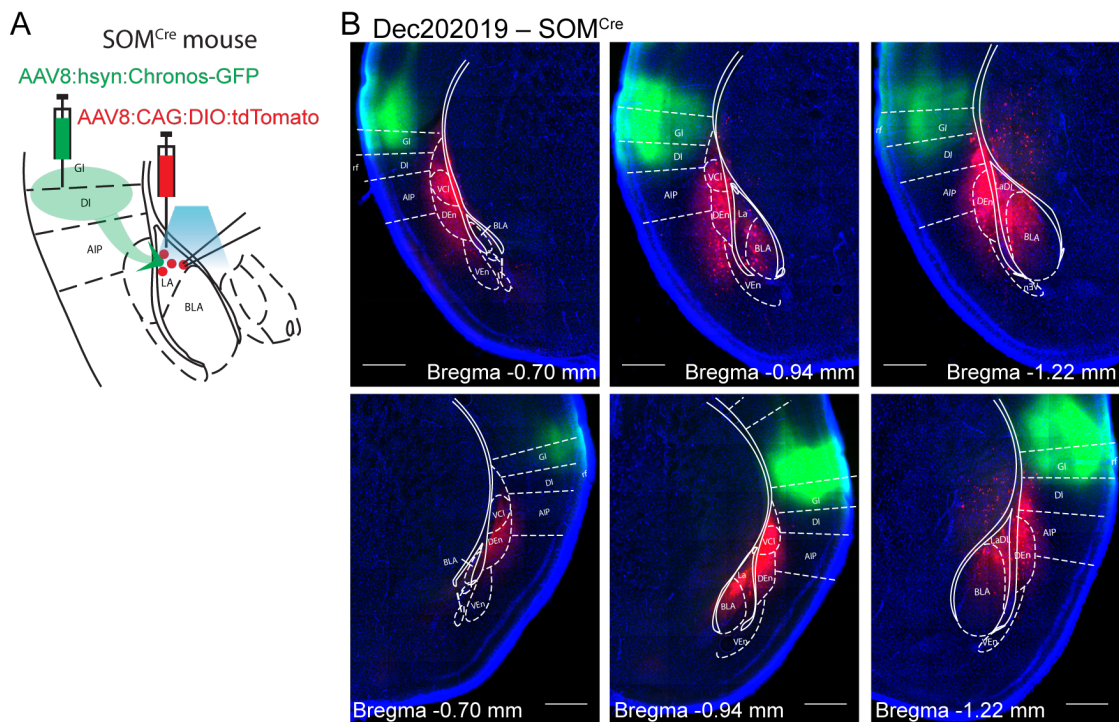 A
SOMCre mouse
AAV8:hsyn:Chronos-GFP
AAV8:CAG:DIO:tdTomato
GI
DI
AIP
LA
BLA
B
Dec202019 – SOMCre
GI
DI
rf
AIP
VCl
DEn
BLA
VEn
Bregma -0.70 mm
GI
DI
VCl
DEn
La
BLA
VEn
Bregma -0.94 mm
rf
GI
DI
AIP
LaDL
DEn
BLA
VEn
Bregma -1.22 mm
GI
rf
DI
VCl
AIP
DEn
BLA
VEn
Bregma -0.70 mm
GI
DI
VCl
AIP
La
DEn
BLA
VEn
Bregma -0.94 mm
GI
rf
DI
AIP
LaDL
DEn
BLA
VEn
Bregma -1.22 mm